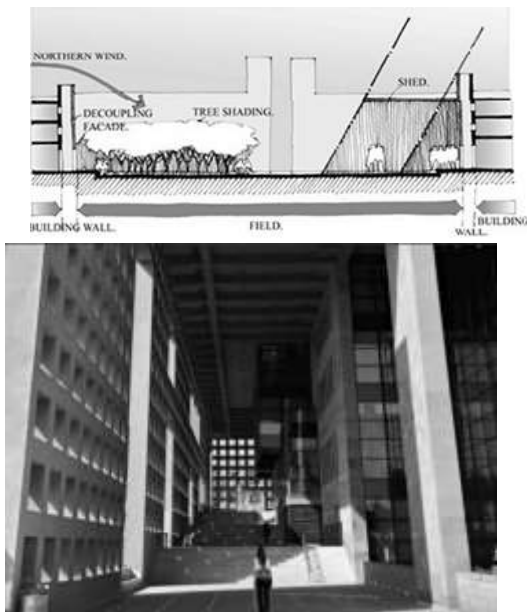 NORTHERN WIND.
DECOUPLING
FACADE.
TREE SHADING.
SHED.
BUILDING WALL.
FIELD.
BUILDING
WALL.